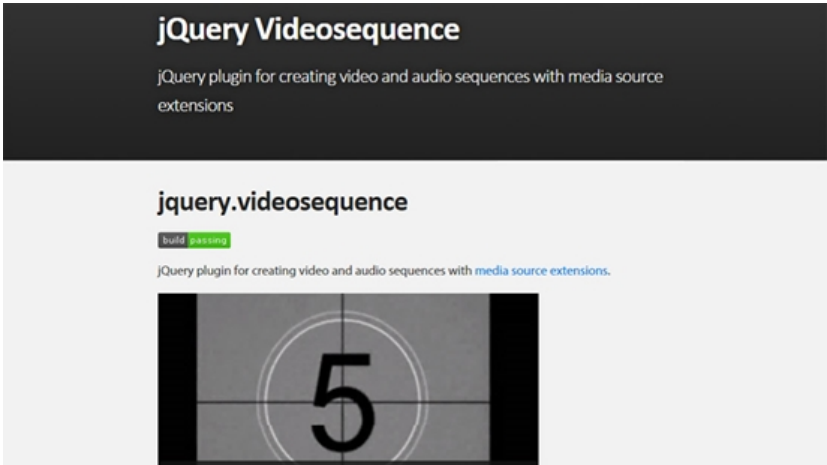 jQuery Videosequence
jQuery plugin for creating video and audio sequences with media source
extensions
jquery.videosequence
build passing
jQuery plugin for creating video and audio sequences with media source extensions.
5